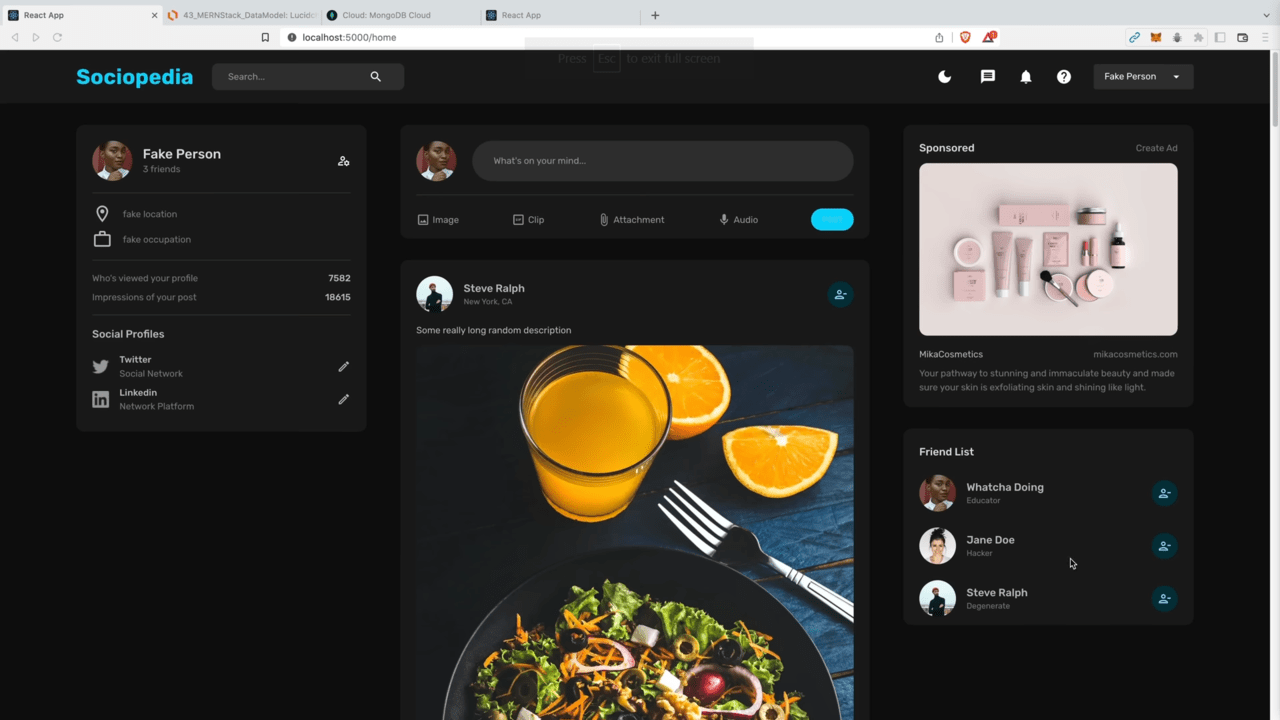 React App
43_MERNStack_DataModel: Lucidc
Cloud: MongoDB Cloud
React App
localhost:5000/home
Press Esc to exit full screen
Sociopedia
Search...
Fake Person
Fake Person
3 friends
fake location
fake occupation
Who's viewed your profile 7582
Impressions of your post 18615
Social Profiles
Twitter
Social Network
Linkedin
Network Platform
What's on your mind...
Image Clip Attachment Audio
Steve Ralph
New York, CA
Some really long random description
Sponsored Create Ad
MikaCosmetics mikacosmetics.com
Your pathway to stunning and immaculate beauty and made
sure your skin is exfoliating skin and shining like light.
Friend List
Whatcha Doing
Educator
Jane Doe
Hacker
Steve Ralph
Degenerate